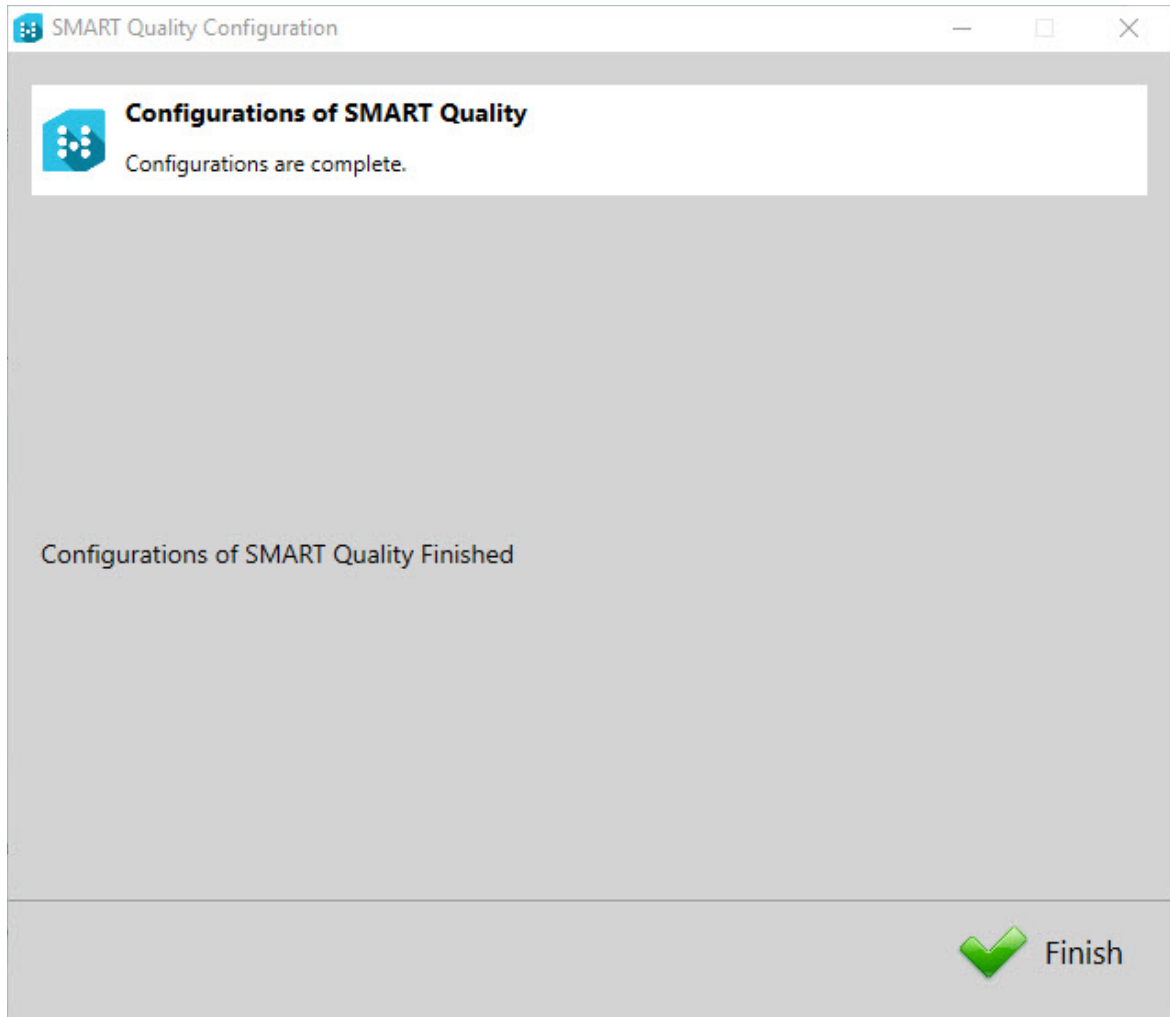 SMART Quality Configuration
Configurations of SMART Quality
Configurations are complete.
Configurations of SMART Quality Finished
Finish